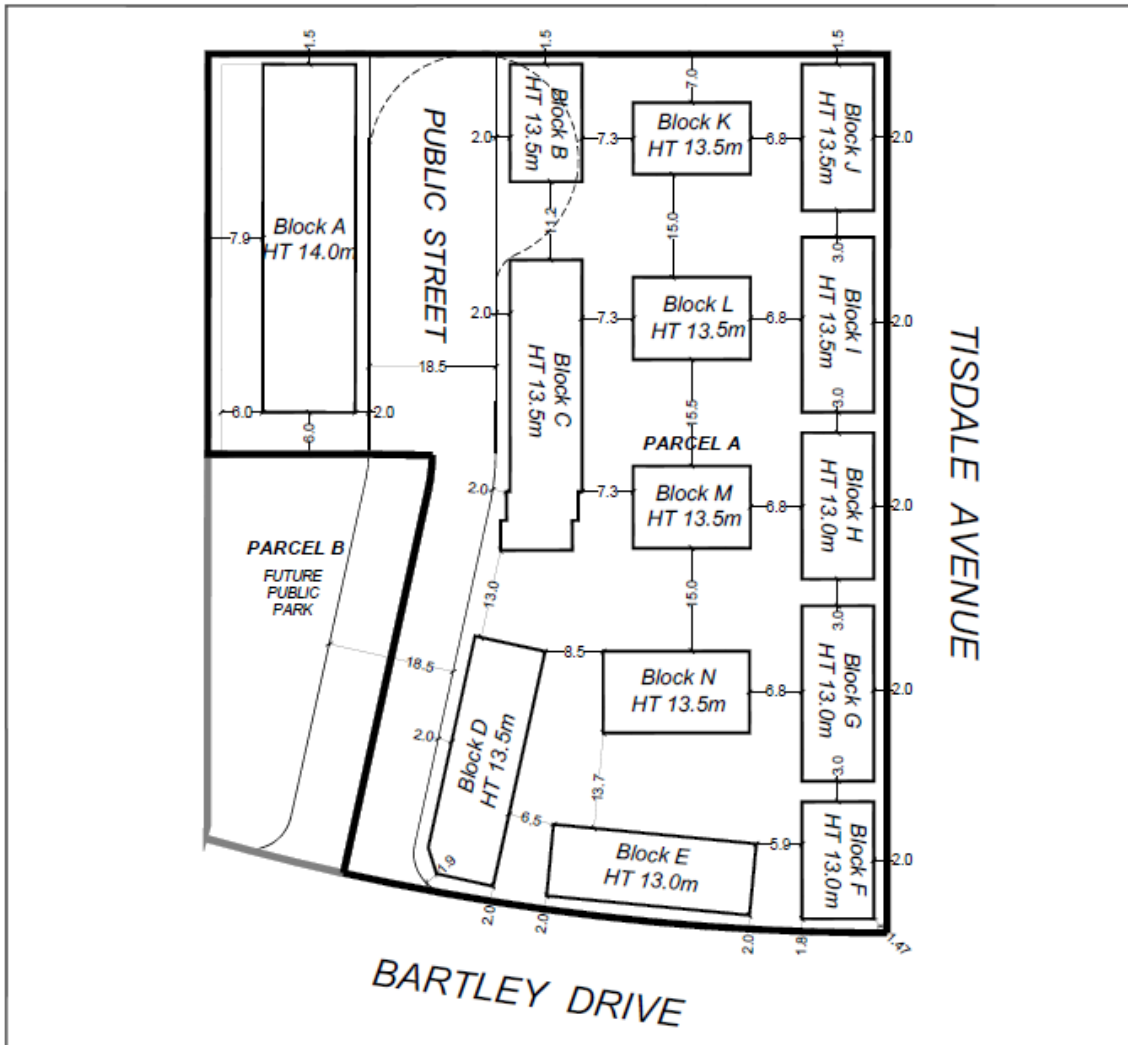 1.5
1.5
1.5
Block A
HT 14.0m
7.9
6.0
2.0
6.0
PUBLIC STREET
18.5
Block B
HT 13.5m
2.0
7.3
11.2
7.0
Block K
HT 13.5m
6.8
Block J
HT 13.5m
2.0
15.0
3.0
Block C
HT 13.5m
2.0
7.3
Block L
HT 13.5m
6.8
Block I
HT 13.5m
2.0
TISDALE AVENUE
15.5
3.0
PARCEL A
2.0
7.3
Block M
HT 13.5m
6.8
Block H
HT 13.0m
2.0
PARCEL B
FUTURE
PUBLIC
PARK
13.0
15.0
3.0
18.5
8.5
Block N
HT 13.5m
6.8
Block G
HT 13.0m
2.0
2.0
Block D
HT 13.5m
13.7
3.0
6.5
Block E
HT 13.0m
5.9
Block F
HT 13.0m
2.0
1.9
2.0
2.0
2.0
1.8
1.47
BARTLEY DRIVE